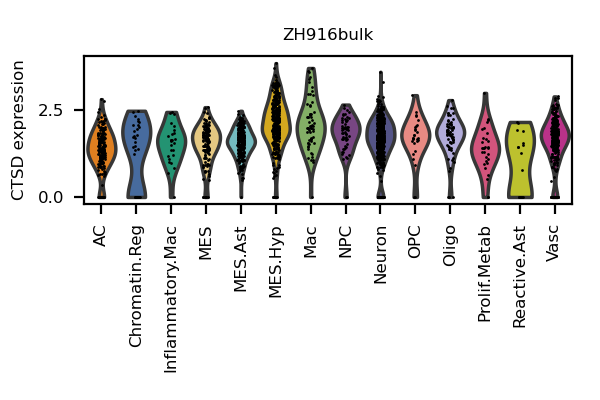 ZH916bulk
CTSD expression
2.5
0.0
AC
Chromatin.Reg
Inflammatory.Mac
MES
MES.Ast
MES.Hyp
Mac
NPC
Neuron
OPC
Oligo
Prolif.Metab
Reactive.Ast
Vasc